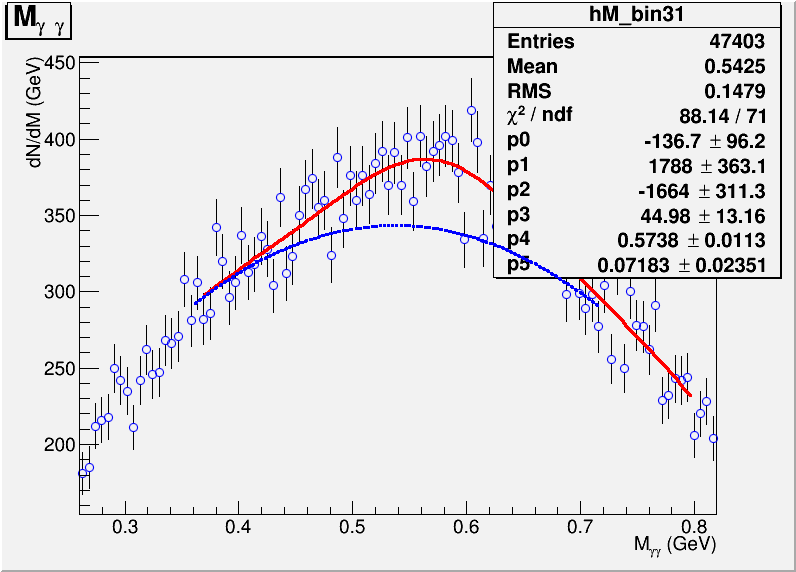 Mγ γ
hM_bin31
Entries 47403
Mean 0.5425
RMS 0.1479
χ² / ndf 88.14 / 71
p0 -136.7 ± 96.2
p1 1788 ± 363.1
p2 -1664 ± 311.3
p3 44.98 ± 13.16
p4 0.5738 ± 0.0113
p5 0.07183 ± 0.02351
dN/dM (GeV)
450
400
350
300
250
200
0.3 0.4 0.5 0.6 0.7 0.8
Mγγ (GeV)